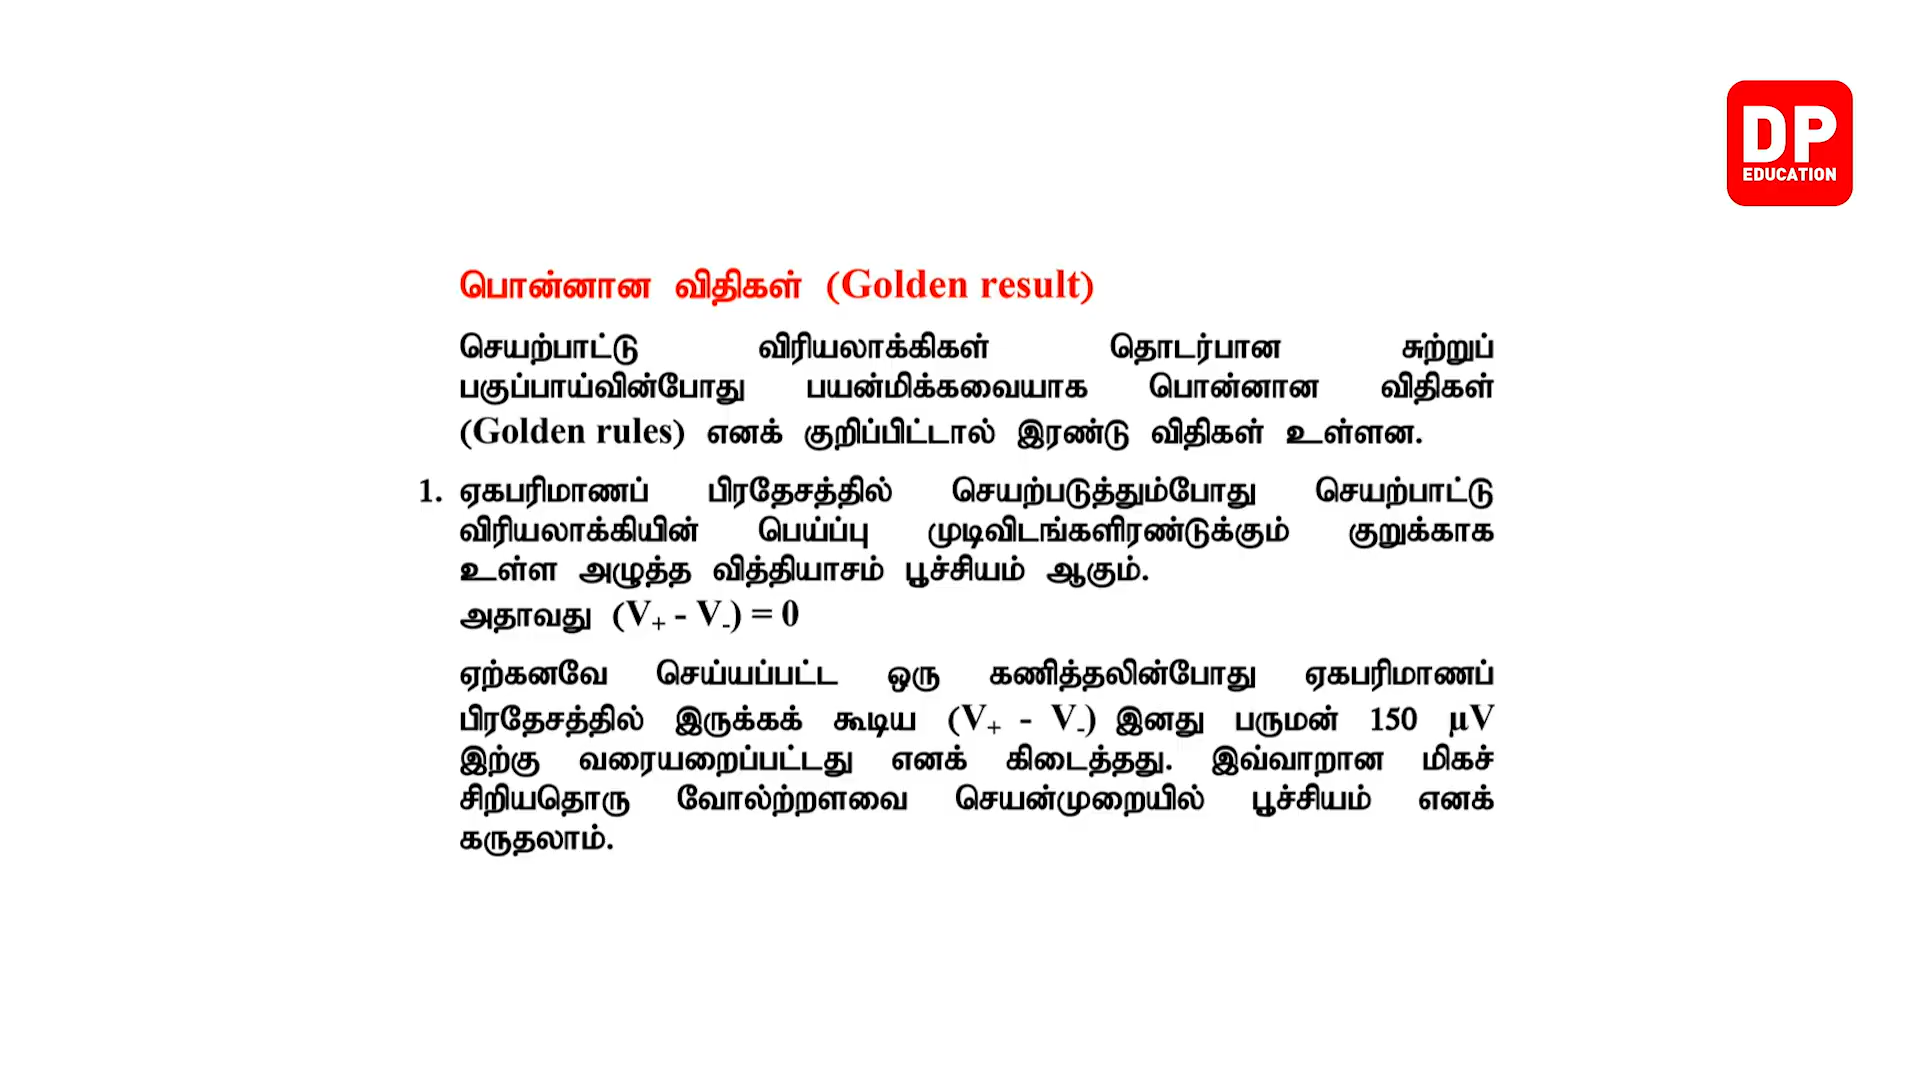 DP
EDUCATION
பொன்னான விதிகள் (Golden result)
செயற்பாட்டு விரியலாக்கிகள் தொடர்பான சுற்றுப்
பகுப்பாய்வின்போது பயன்மிக்கவையாக பொன்னான விதிகள்
(Golden rules) எனக் குறிப்பிட்டால் இரண்டு விதிகள் உள்ளன.
1. ஏகபரிமாணப் பிரதேசத்தில் செயற்படுத்தும்போது செயற்பாட்டு
விரியலாக்கியின் பெய்ப்பு முடிவிடங்களிரண்டுக்கும் குறுக்காக
உள்ள அழுத்த வித்தியாசம் பூச்சியம் ஆகும்.
அதாவது (V₊ - V₋) = 0
ஏற்கனவே செய்யப்பட்ட ஒரு கணித்தலின்போது ஏகபரிமாணப்
பிரதேசத்தில் இருக்கக் கூடிய (V₊ - V₋) இனது பருமன் 150 µV
இற்கு வரையறைப்பட்டது எனக் கிடைத்தது. இவ்வாறான மிகச்
சிறியதொரு வோல்ற்றளவை செயன்முறையில் பூச்சியம் எனக்
கருதலாம்.